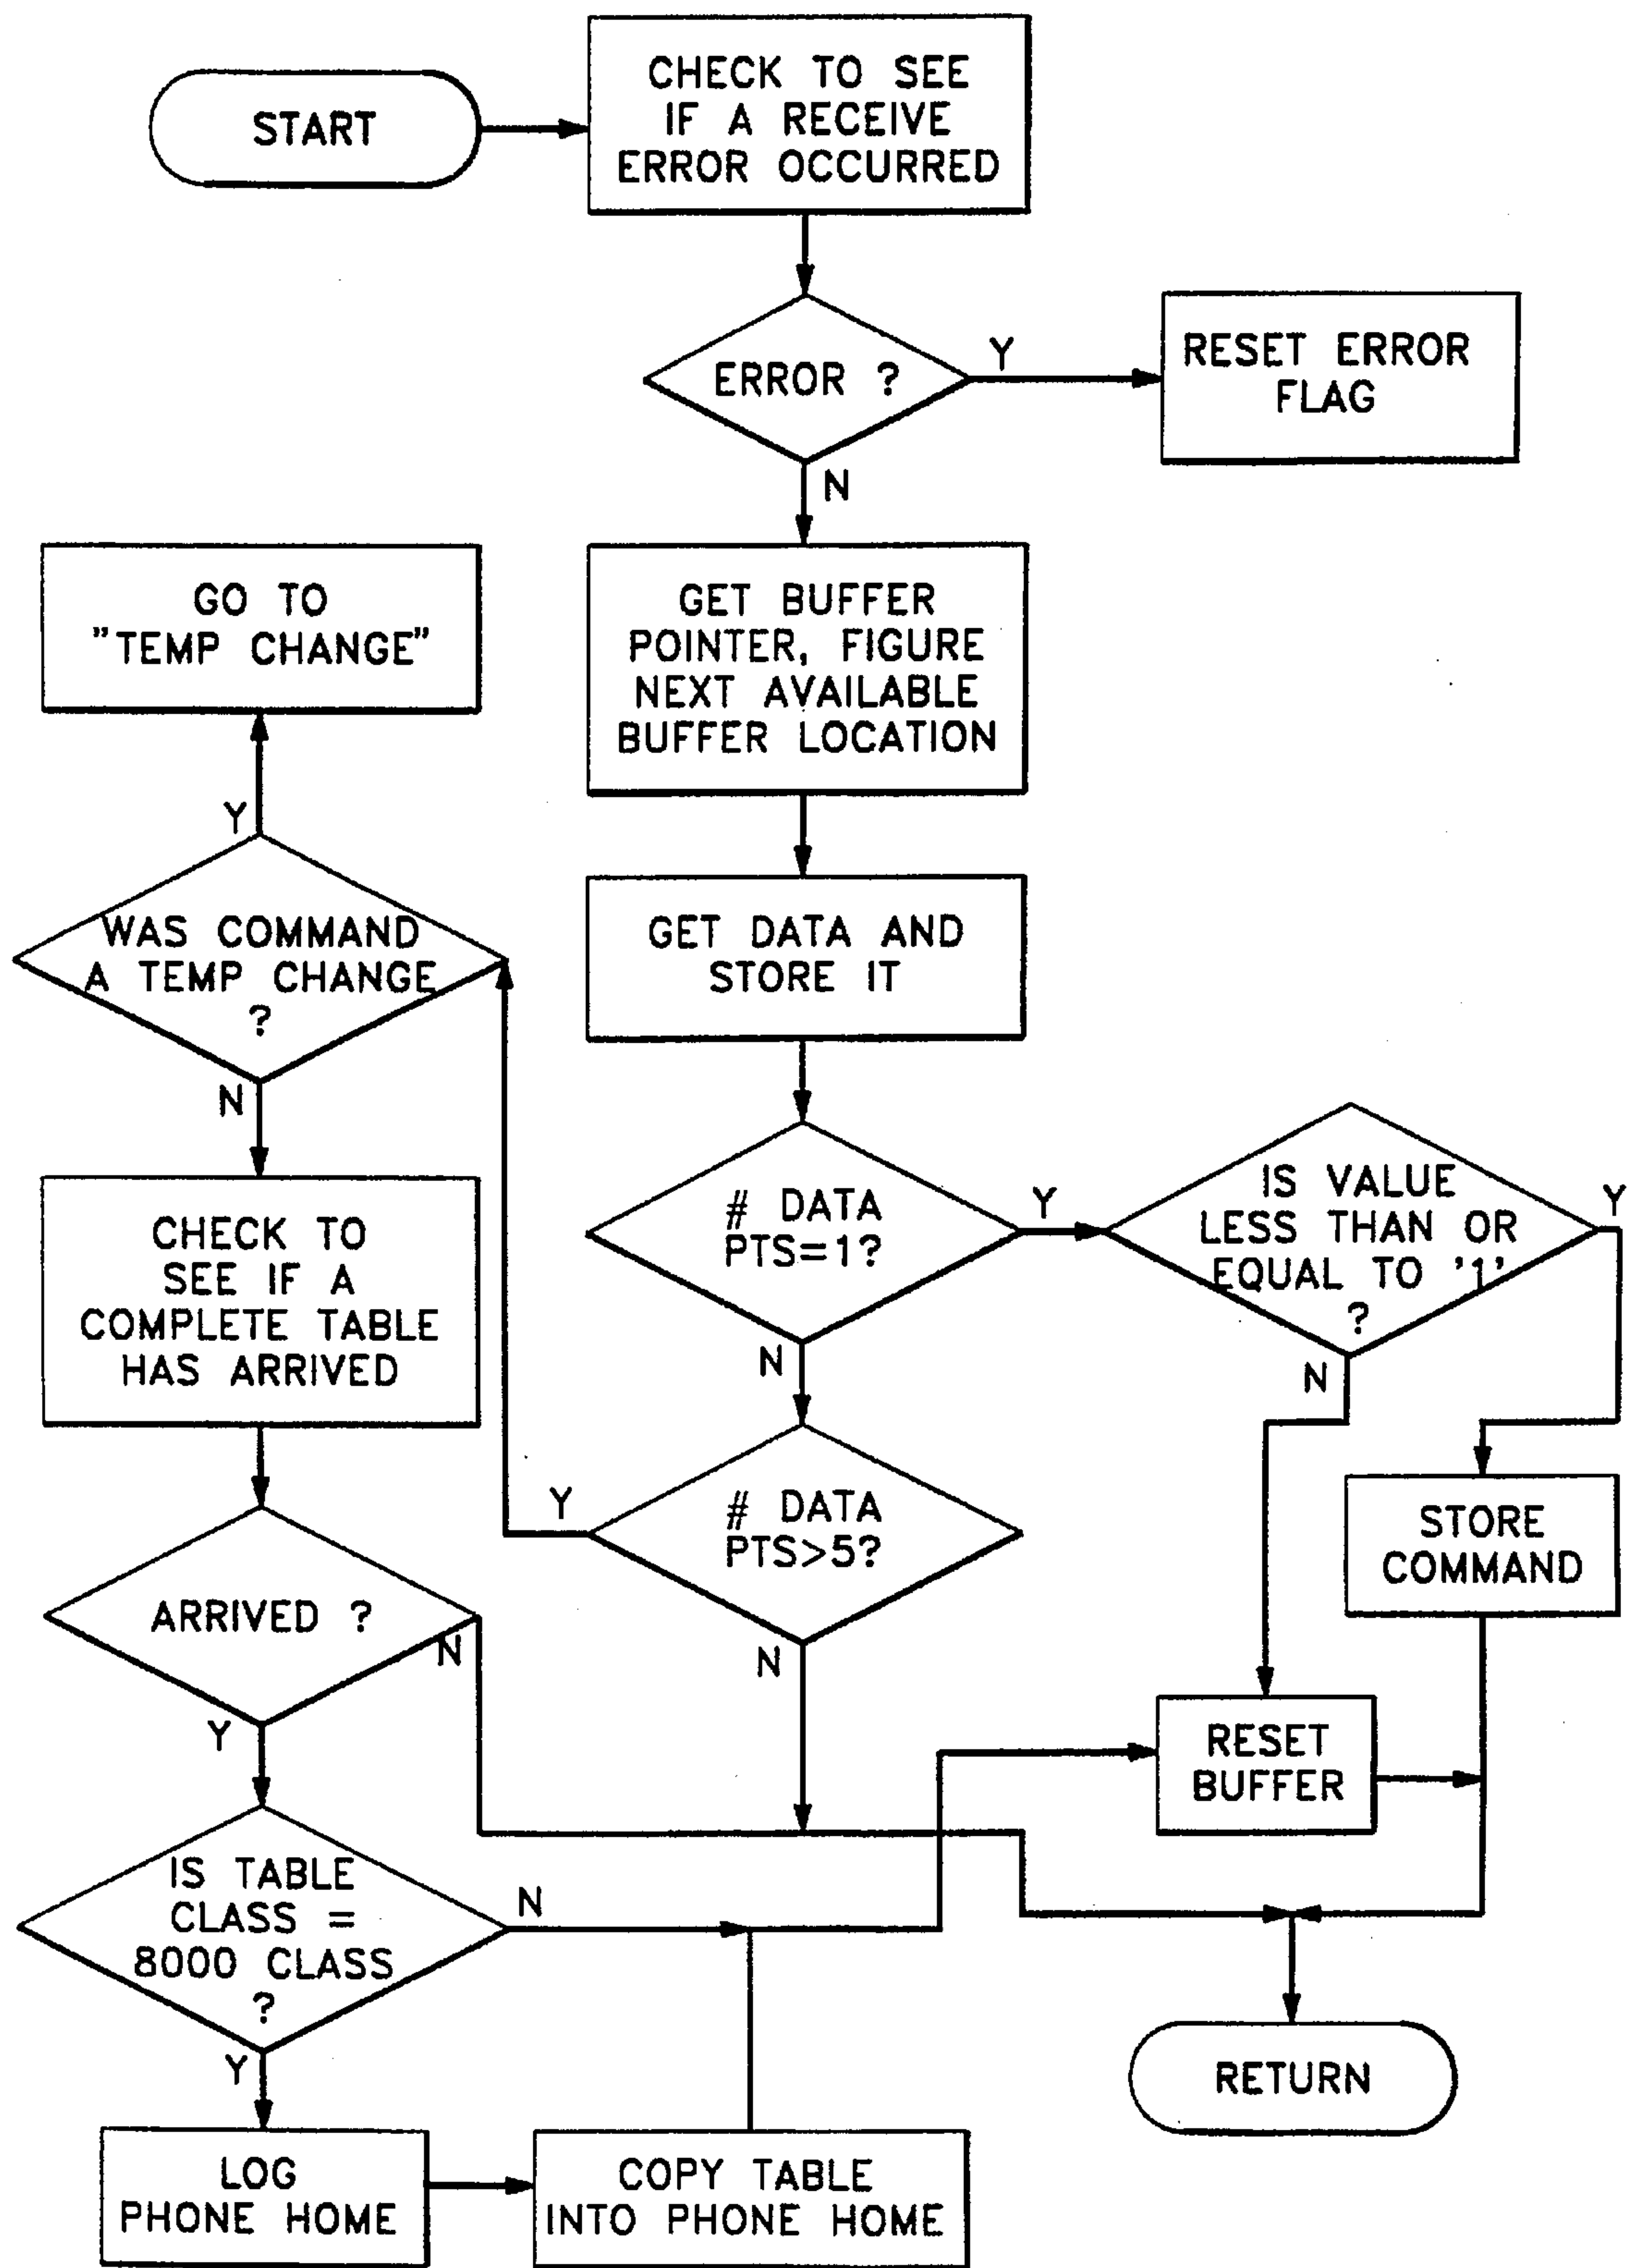 START
CHECK TO SEE
IF A RECEIVE
ERROR OCCURRED
ERROR ?
Y
RESET ERROR
FLAG
N
GET BUFFER
POINTER, FIGURE
NEXT AVAILABLE
BUFFER LOCATION
GO TO
"TEMP CHANGE"
Y
WAS COMMAND
A TEMP CHANGE
?
N
GET DATA AND
STORE IT
# DATA
PTS=1?
Y
IS VALUE
LESS THAN OR
EQUAL TO '1'
?
Y
N
N
CHECK TO
SEE IF A
COMPLETE TABLE
HAS ARRIVED
# DATA
PTS>5?
Y
N
STORE
COMMAND
ARRIVED ?
N
Y
RESET
BUFFER
IS TABLE
CLASS =
8000 CLASS
?
N
Y
RETURN
LOG
PHONE HOME
COPY TABLE
INTO PHONE HOME